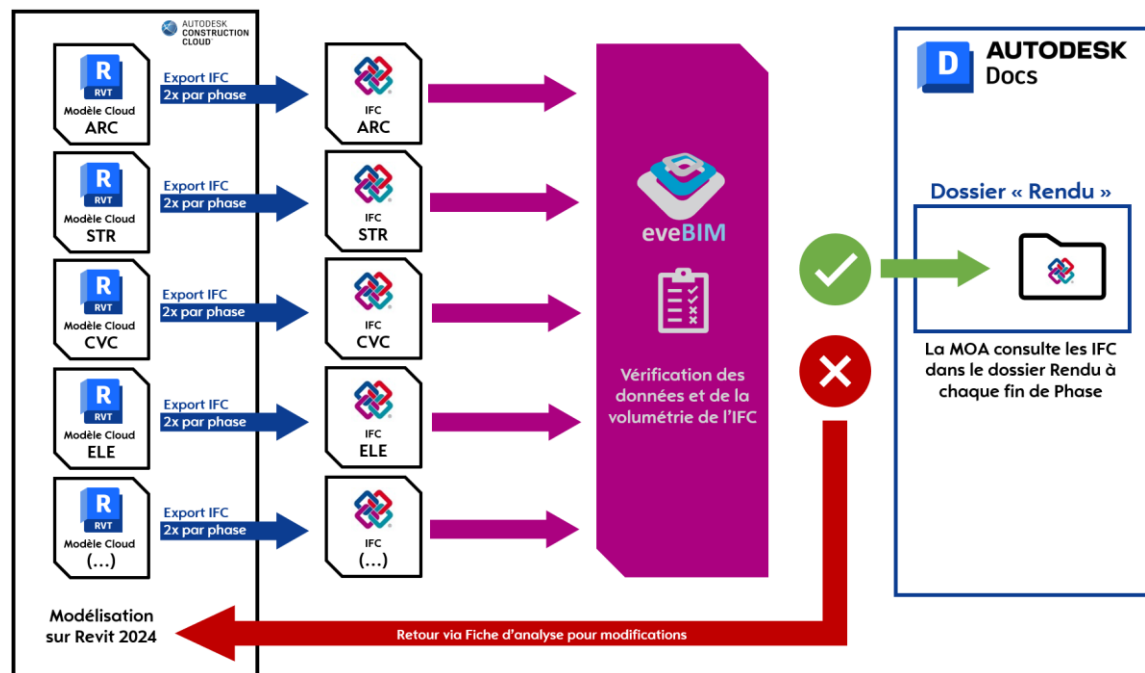 AUTODESK
CONSTRUCTION
CLOUD
R
RVT
Modèle Cloud
ARC
Export IFC
2x par phase
IFC
ARC
R
RVT
Modèle Cloud
STR
Export IFC
2x par phase
IFC
STR
R
RVT
Modèle Cloud
CVC
Export IFC
2x par phase
IFC
CVC
R
RVT
Modèle Cloud
ELE
Export IFC
2x par phase
IFC
ELE
R
RVT
Modèle Cloud
(...)
Export IFC
2x par phase
IFC
(...)
Modélisation
sur Revit 2024
eveBIM
Vérification des
données et de la
volumétrie de l'IFC
Retour via Fiche d'analyse pour modifications
D
AUTODESK
Docs
Dossier « Rendu »
La MOA consulte les IFC
dans le dossier Rendu à
chaque fin de Phase